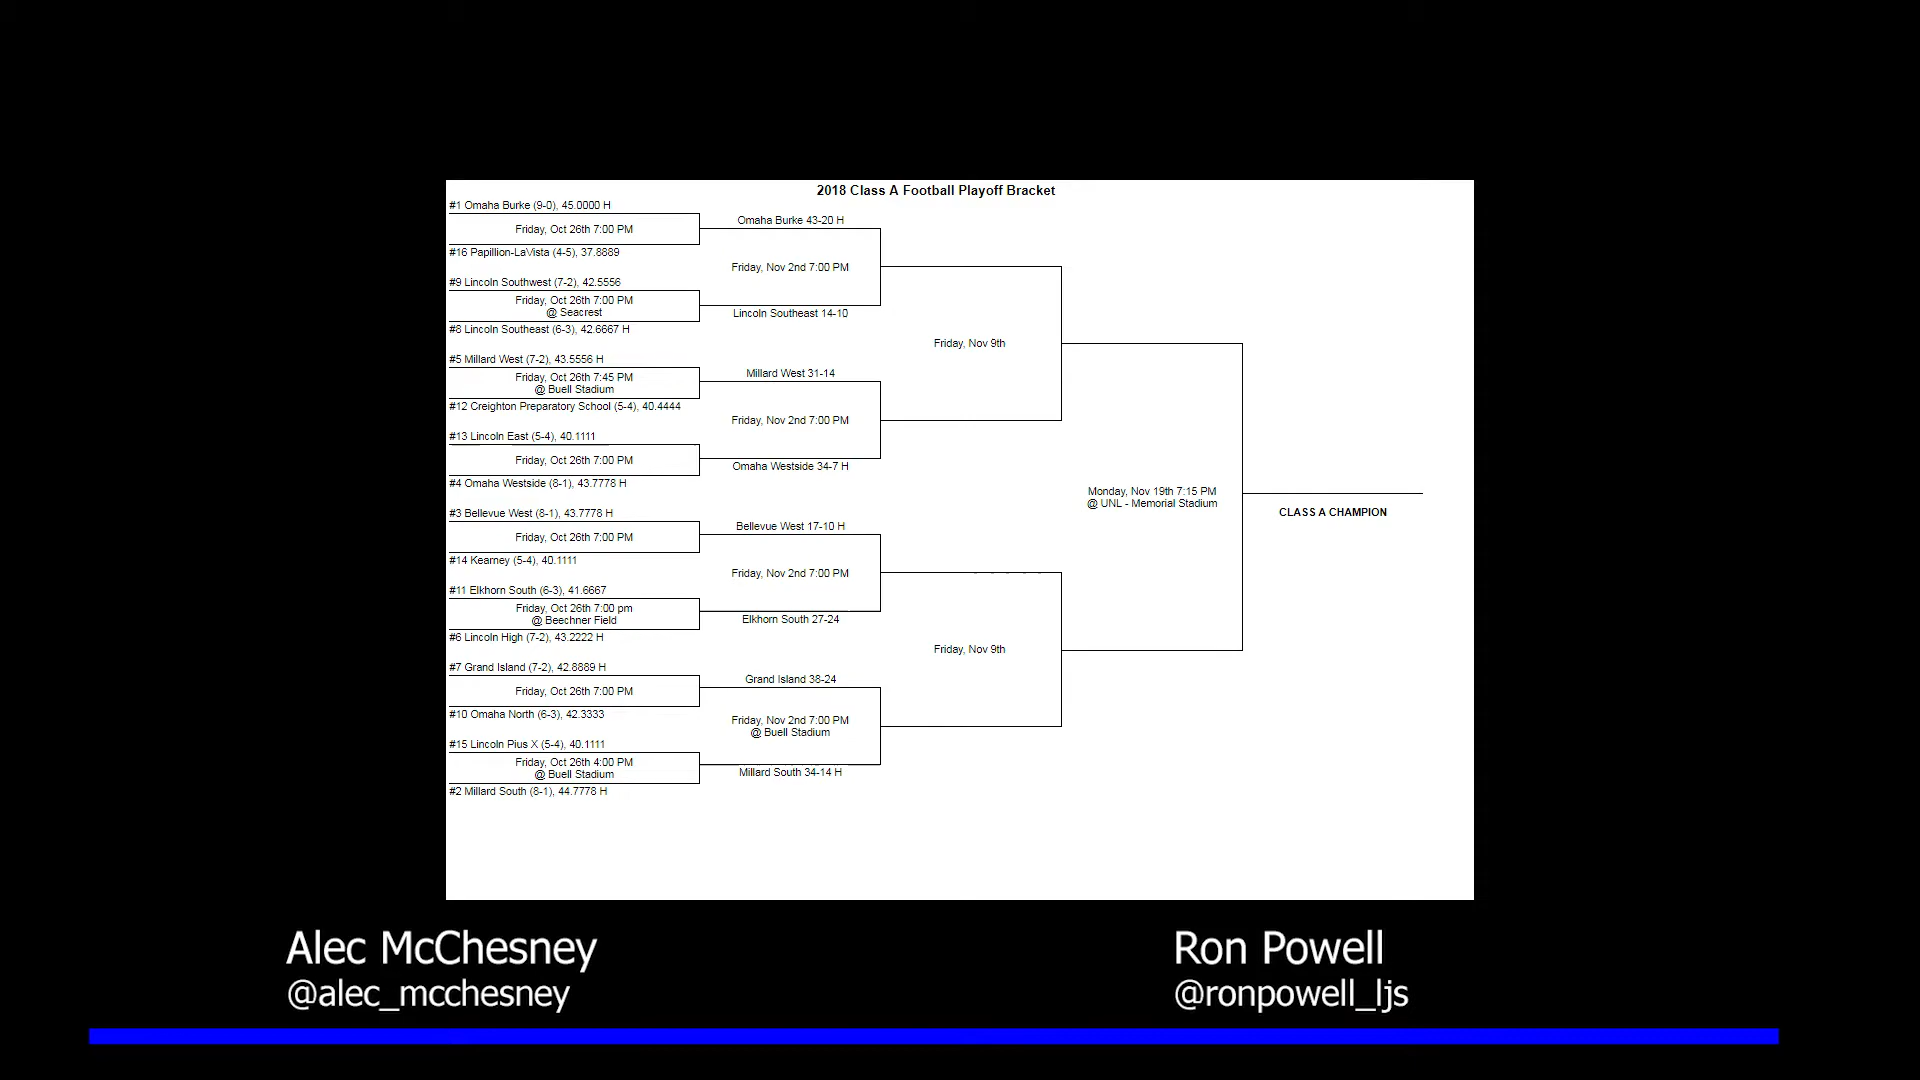 2018 Class A Football Playoff Bracket
#1 Omaha Burke (9-0), 45.0000 H
Friday, Oct 26th 7:00 PM
#16 Papillion-LaVista (4-5), 37.8889
#9 Lincoln Southwest (7-2), 42.5556
Friday, Oct 26th 7:00 PM
@ Seacrest
#8 Lincoln Southeast (6-3), 42.6667 H
#5 Millard West (7-2), 43.5556 H
Friday, Oct 26th 7:45 PM
@ Buell Stadium
#12 Creighton Preparatory School (5-4), 40.4444
#13 Lincoln East (5-4), 40.1111
Friday, Oct 26th 7:00 PM
#4 Omaha Westside (8-1), 43.7778 H
#3 Bellevue West (8-1), 43.7778 H
Friday, Oct 26th 7:00 PM
#14 Kearney (5-4), 40.1111
#11 Elkhorn South (6-3), 41.6667
Friday, Oct 26th 7:00 pm
@ Beechner Field
#6 Lincoln High (7-2), 43.2222 H
#7 Grand Island (7-2), 42.8889 H
Friday, Oct 26th 7:00 PM
#10 Omaha North (6-3), 42.3333
#15 Lincoln Pius X (5-4), 40.1111
Friday, Oct 26th 4:00 PM
@ Buell Stadium
#2 Millard South (8-1), 44.7778 H
Omaha Burke 43-20 H
Friday, Nov 2nd 7:00 PM
Lincoln Southeast 14-10
Millard West 31-14
Friday, Nov 2nd 7:00 PM
Omaha Westside 34-7 H
Bellevue West 17-10 H
Friday, Nov 2nd 7:00 PM
Elkhorn South 27-24
Grand Island 38-24
Friday, Nov 2nd 7:00 PM
@ Buell Stadium
Millard South 34-14 H
Friday, Nov 9th
Friday, Nov 9th
Monday, Nov 19th 7:15 PM
@ UNL - Memorial Stadium
CLASS A CHAMPION
Alec McChesney
@alec_mcchesney
Ron Powell
@ronpowell_ljs